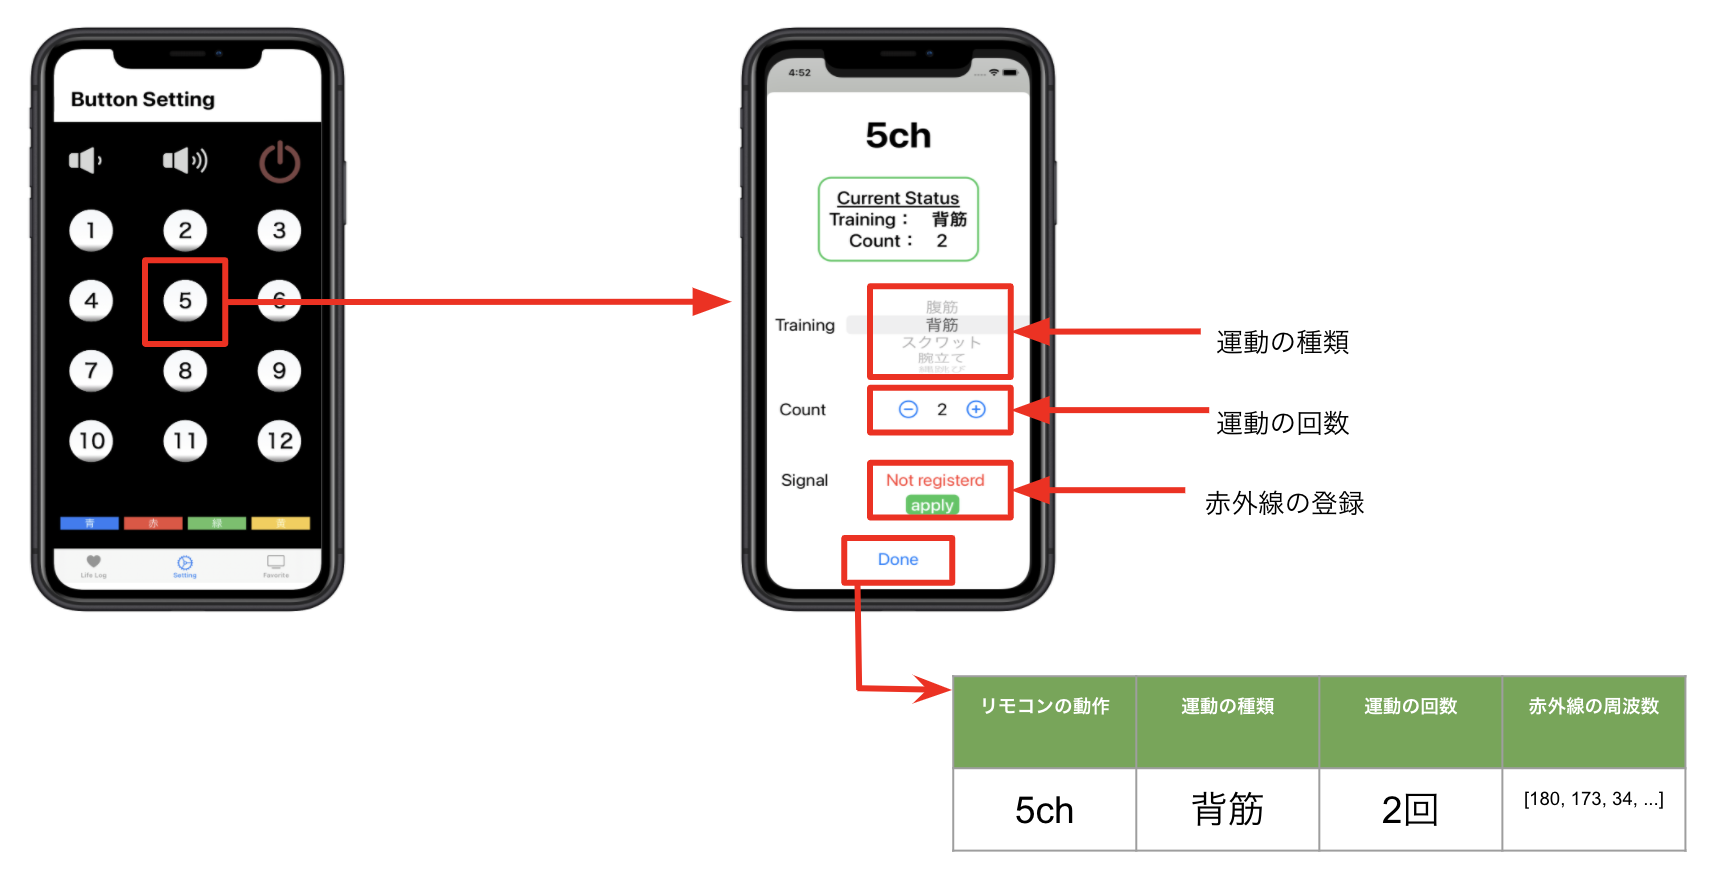 Button Setting
1 2 3
4 5 6
7 8 9
10 11 12
青 赤 緑 黄
Life Log Setting Favorite
4:52
5ch
Current Status
Training： 背筋
Count： 2
腹筋
Training 背筋
スクワット
腕立て
縄跳び
Count 2
Signal Not registerd
apply
Done
運動の種類
運動の回数
赤外線の登録
リモコンの動作 運動の種類 運動の回数 赤外線の周波数
5ch 背筋 2回 [180, 173, 34, ...]